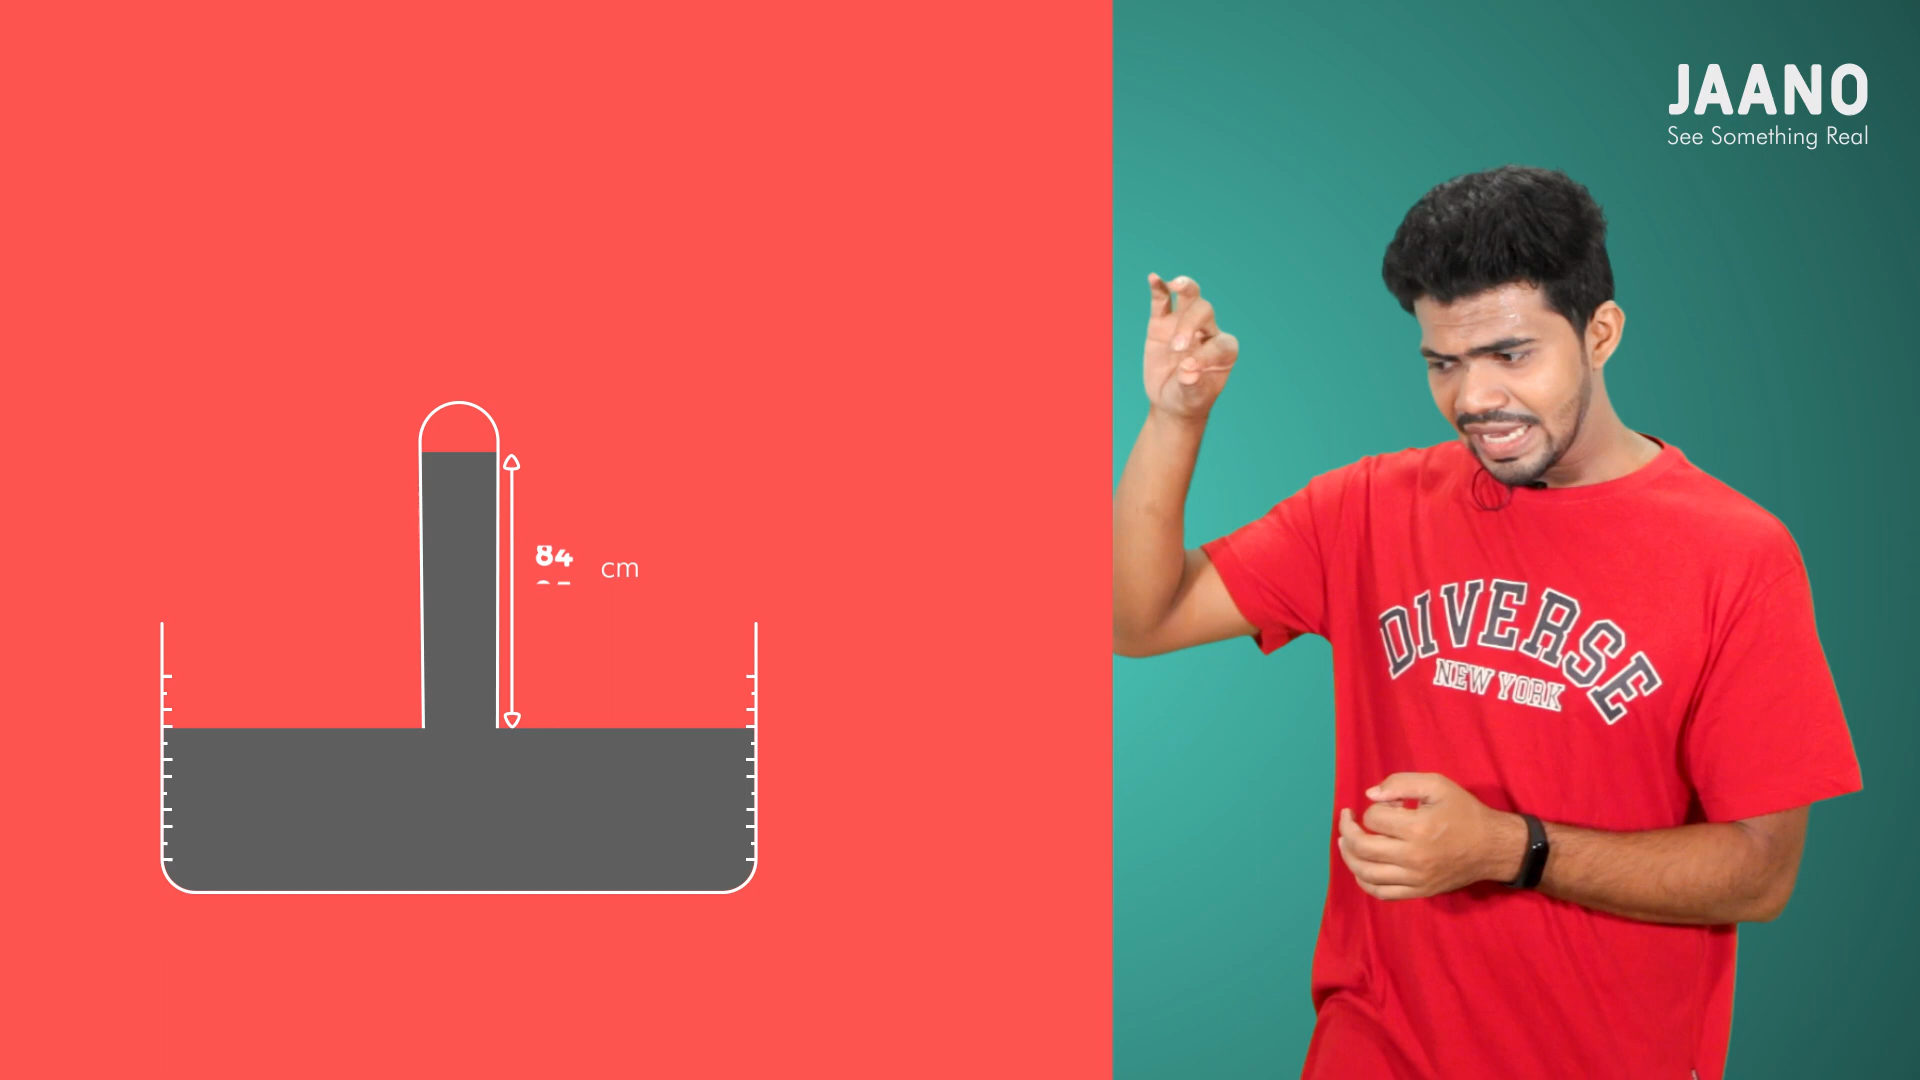 JAANO
See Something Real
84 cm
DIVERSE
NEW YORK